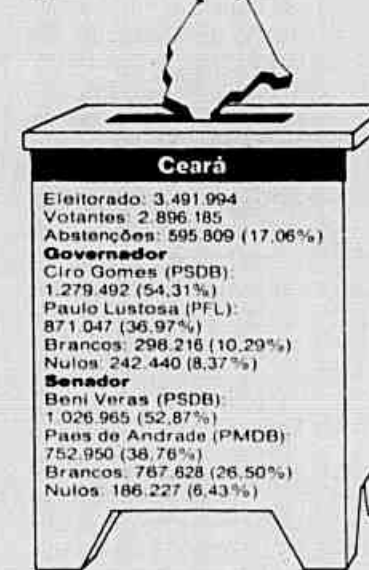 Ceará
Eleitorado: 3.491.994
Votantes: 2.896.185
Abstenções: 595.809 (17,06%)
Governador
Ciro Gomes (PSDB):
1.279.492 (54,31%)
Paulo Lustosa (PFL):
871.047 (36,97%)
Brancos: 298.216 (10,29%)
Nulos: 242.440 (8,37%)
Senador
Beni Veras (PSDB):
1.026.965 (52,87%)
Paes de Andrade (PMDB)
752.950 (38,76%)
Brancos: 767.628 (26,50%)
Nulos: 186.227 (6,43%)